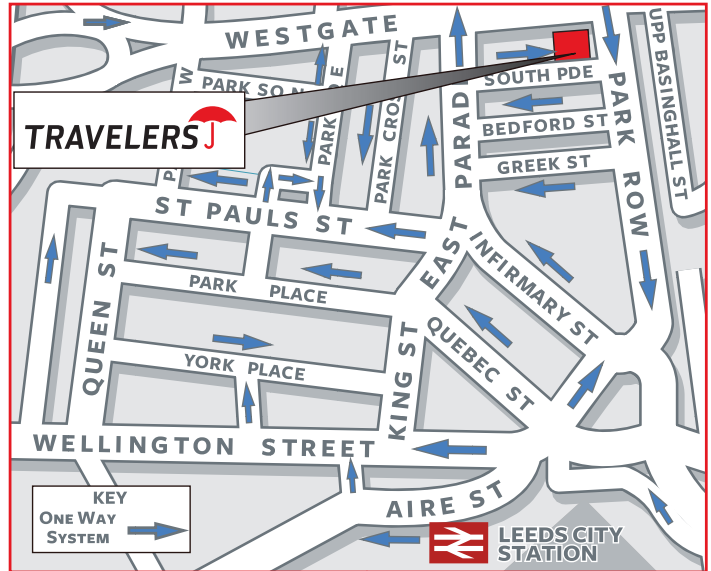 WESTGATE
UPP BASINGHALL ST
PARK SQ N
SOUTH PDE
PARK ROW
BEDFORD ST
GREEK ST
EAST PARADE
PARK CROSS ST
TRAVELERS
ST PAULS ST
INFIRMARY ST
PARK PLACE
QUEEN ST
QUEBEC ST
YORK PLACE
KING ST
WELLINGTON STREET
AIRE ST
KEY
ONE WAY
SYSTEM
LEEDS CITY
STATION